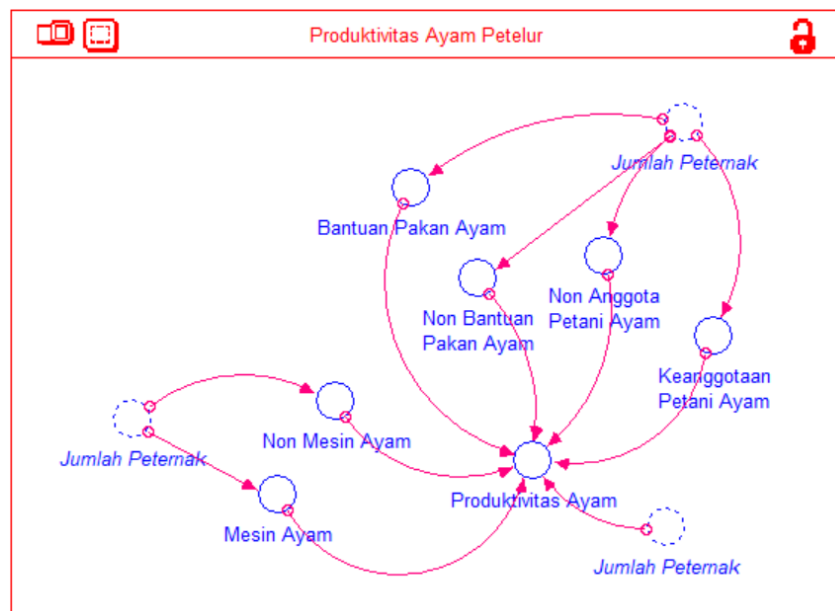 Produktivitas Ayam Petelur
Jumlah Peternak
Bantuan Pakan Ayam
Non Bantuan
Pakan Ayam
Non Anggota
Petani Ayam
Keanggotaan
Petani Ayam
Jumlah Peternak
Non Mesin Ayam
Mesin Ayam
Produktivitas Ayam
Jumlah Peternak